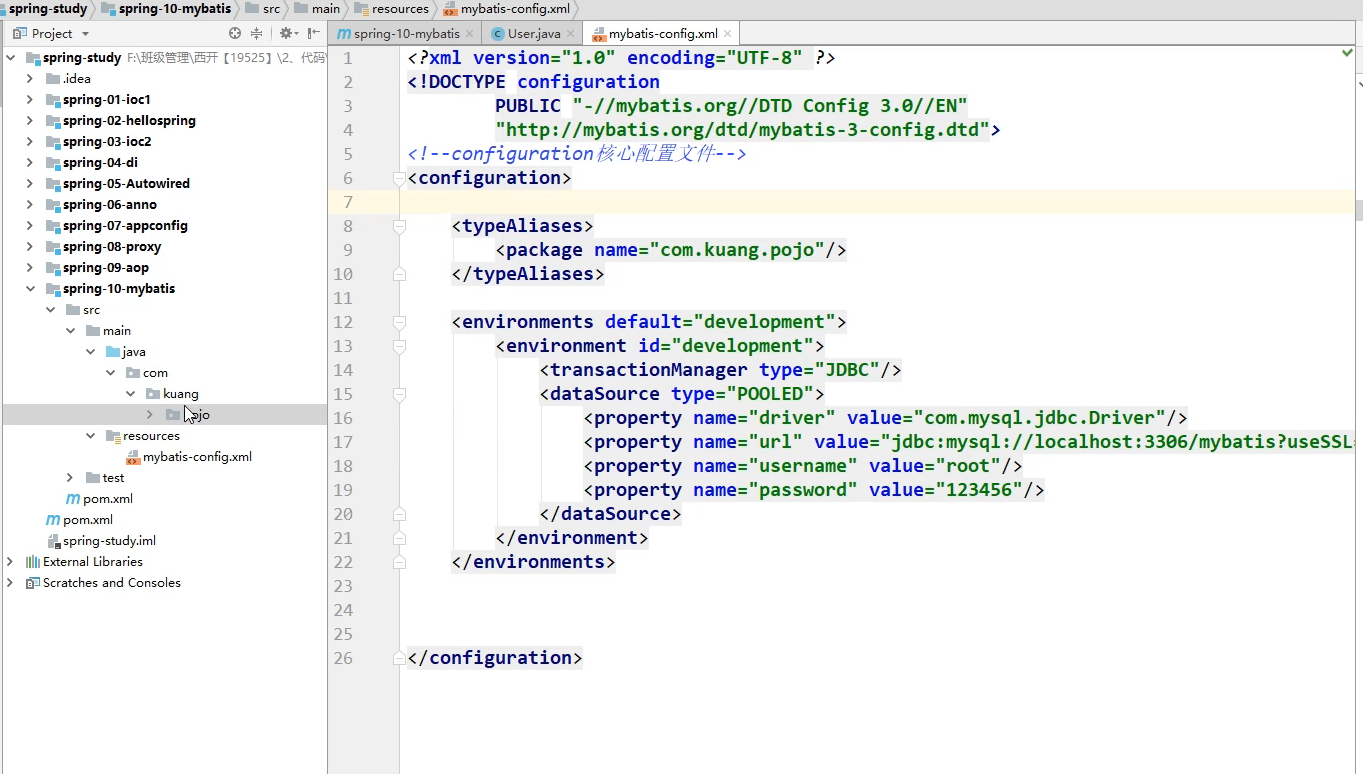 spring-study spring-10-mybatis src main resources mybatis-config.xml
Project
spring-10-mybatis User.java mybatis-config.xml
spring-study F:\班级管理\西开【19525】\2、代码\
.idea
spring-01-ioc1
spring-02-hellospring
spring-03-ioc2
spring-04-di
spring-05-Autowired
spring-06-anno
spring-07-appconfig
spring-08-proxy
spring-09-aop
spring-10-mybatis
src
main
java
com
kuang
pojo
resources
mybatis-config.xml
test
pom.xml
pom.xml
spring-study.iml
External Libraries
Scratches and Consoles
1 <?xml version="1.0" encoding="UTF-8" ?>
2 <!DOCTYPE configuration
3 PUBLIC "-//mybatis.org//DTD Config 3.0//EN"
4 "http://mybatis.org/dtd/mybatis-3-config.dtd">
5 <!--configuration核心配置文件-->
6 <configuration>
7
8 <typeAliases>
9 <package name="com.kuang.pojo"/>
10 </typeAliases>
11
12 <environments default="development">
13 <environment id="development">
14 <transactionManager type="JDBC"/>
15 <dataSource type="POOLED">
16 <property name="driver" value="com.mysql.jdbc.Driver"/>
17 <property name="url" value="jdbc:mysql://localhost:3306/mybatis?useSSL=
18 <property name="username" value="root"/>
19 <property name="password" value="123456"/>
20 </dataSource>
21 </environment>
22 </environments>
23
24
25
26 </configuration>